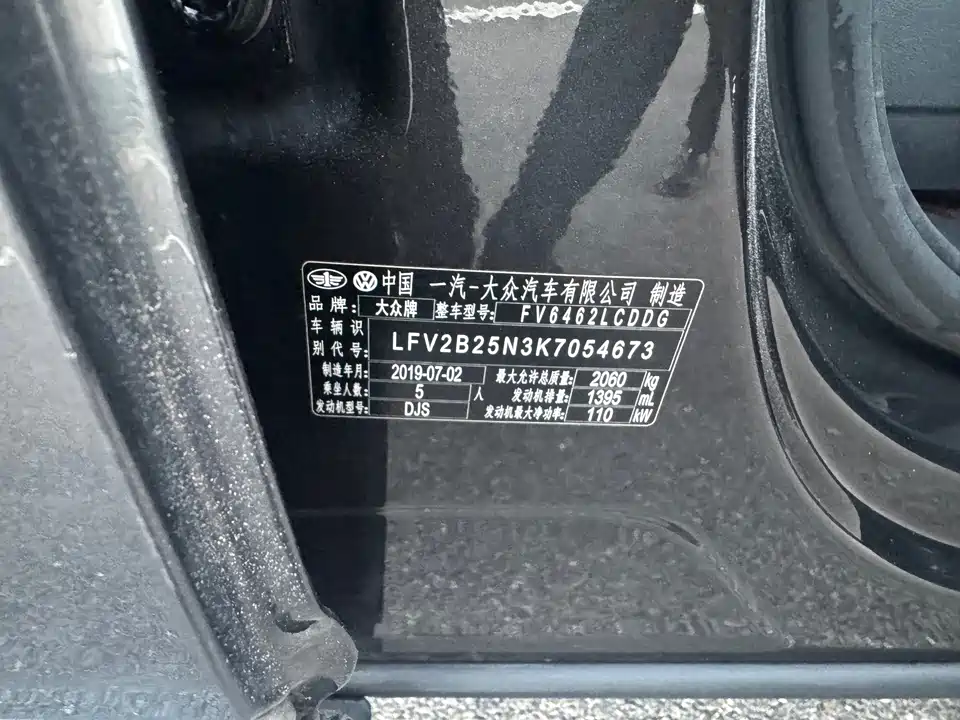 中国 一汽-大众汽车有限公司 制造
品牌: 大众牌 整车型号: FV6462LCDDG
车辆识别代号: LFV2B25N3K7054673
制造年月: 2019-07-02 最大允许总质量: 2060 kg
乘坐人数: 5 人 发动机排量: 1395 mL
发动机型号: DJS 发动机最大净功率: 110 kW